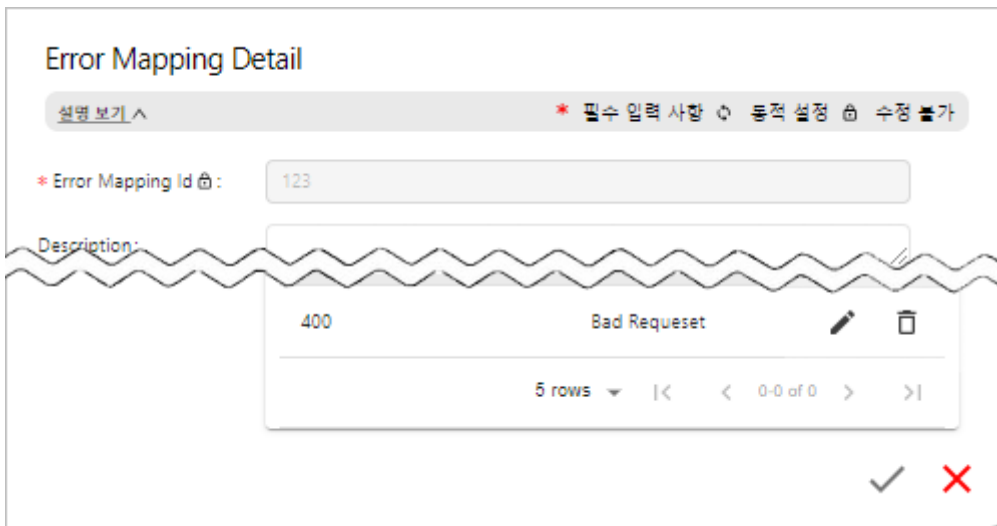 Error Mapping Detail
설명 보기 * 필수 입력 사항 동적 설정 수정 불가
* Error Mapping Id :
123
Description:
400 Bad Requeset
5 rows 0-0 of 0